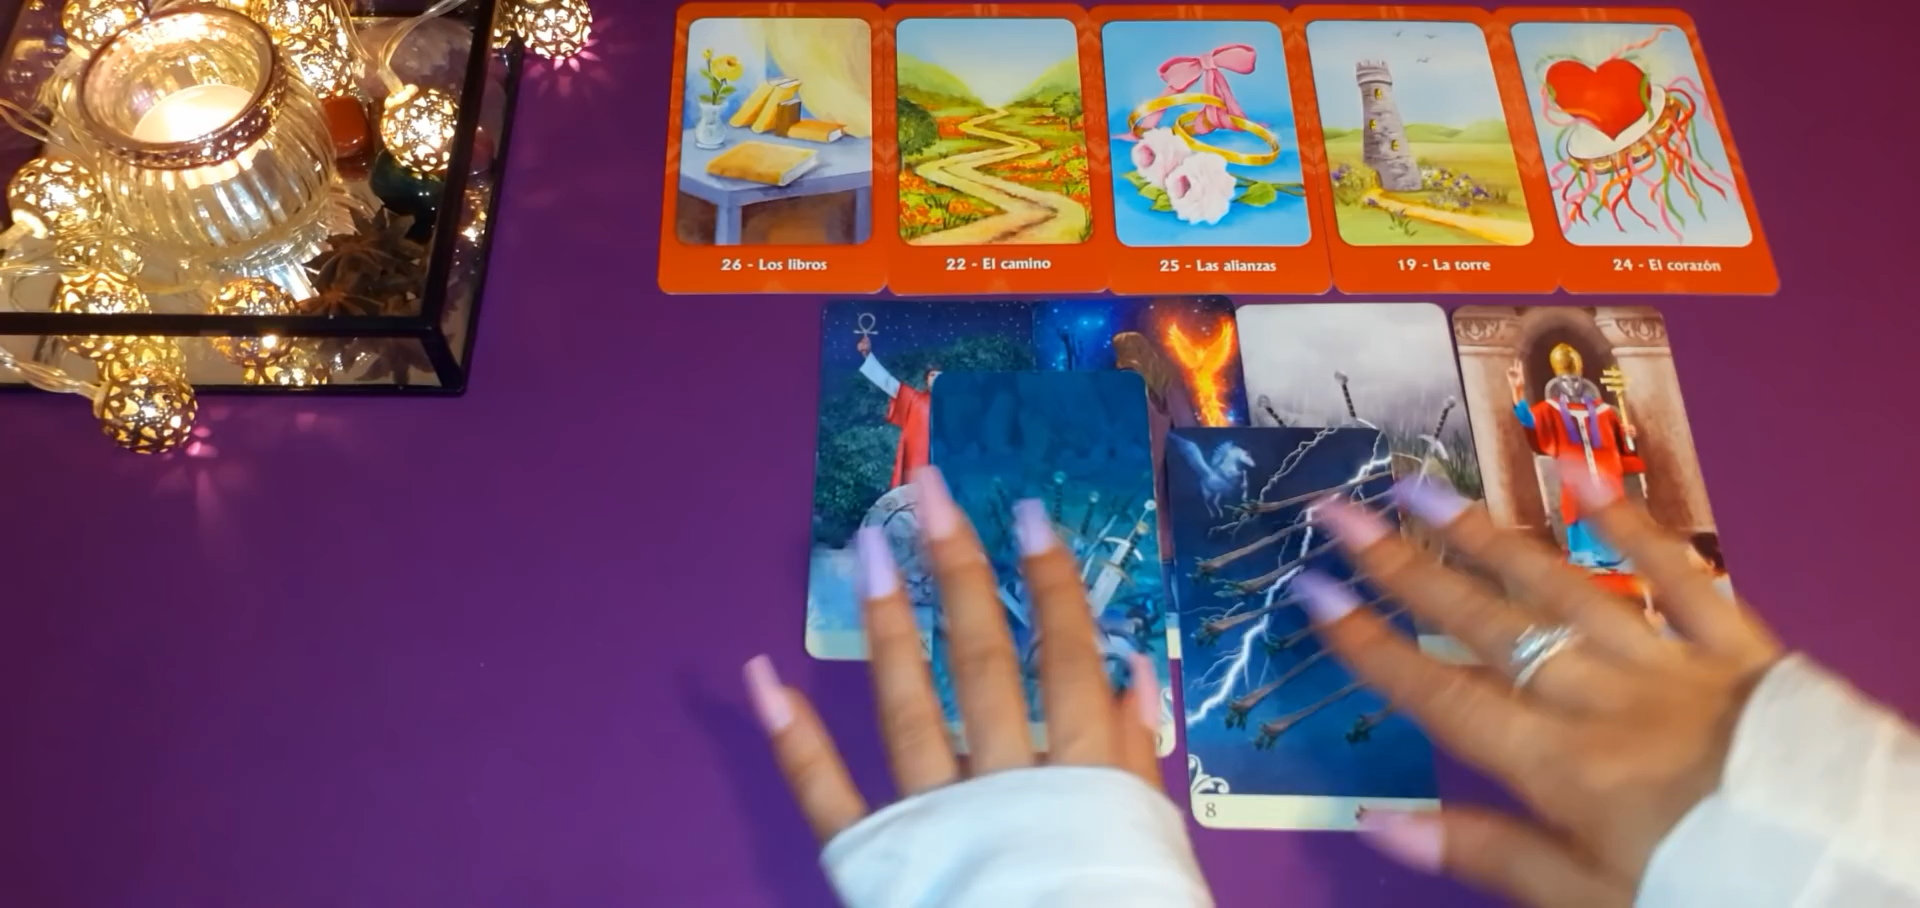 26 - Los libros
22 - El camino
25 - Las alianzas
19 - La torre
24 - El corazón
8